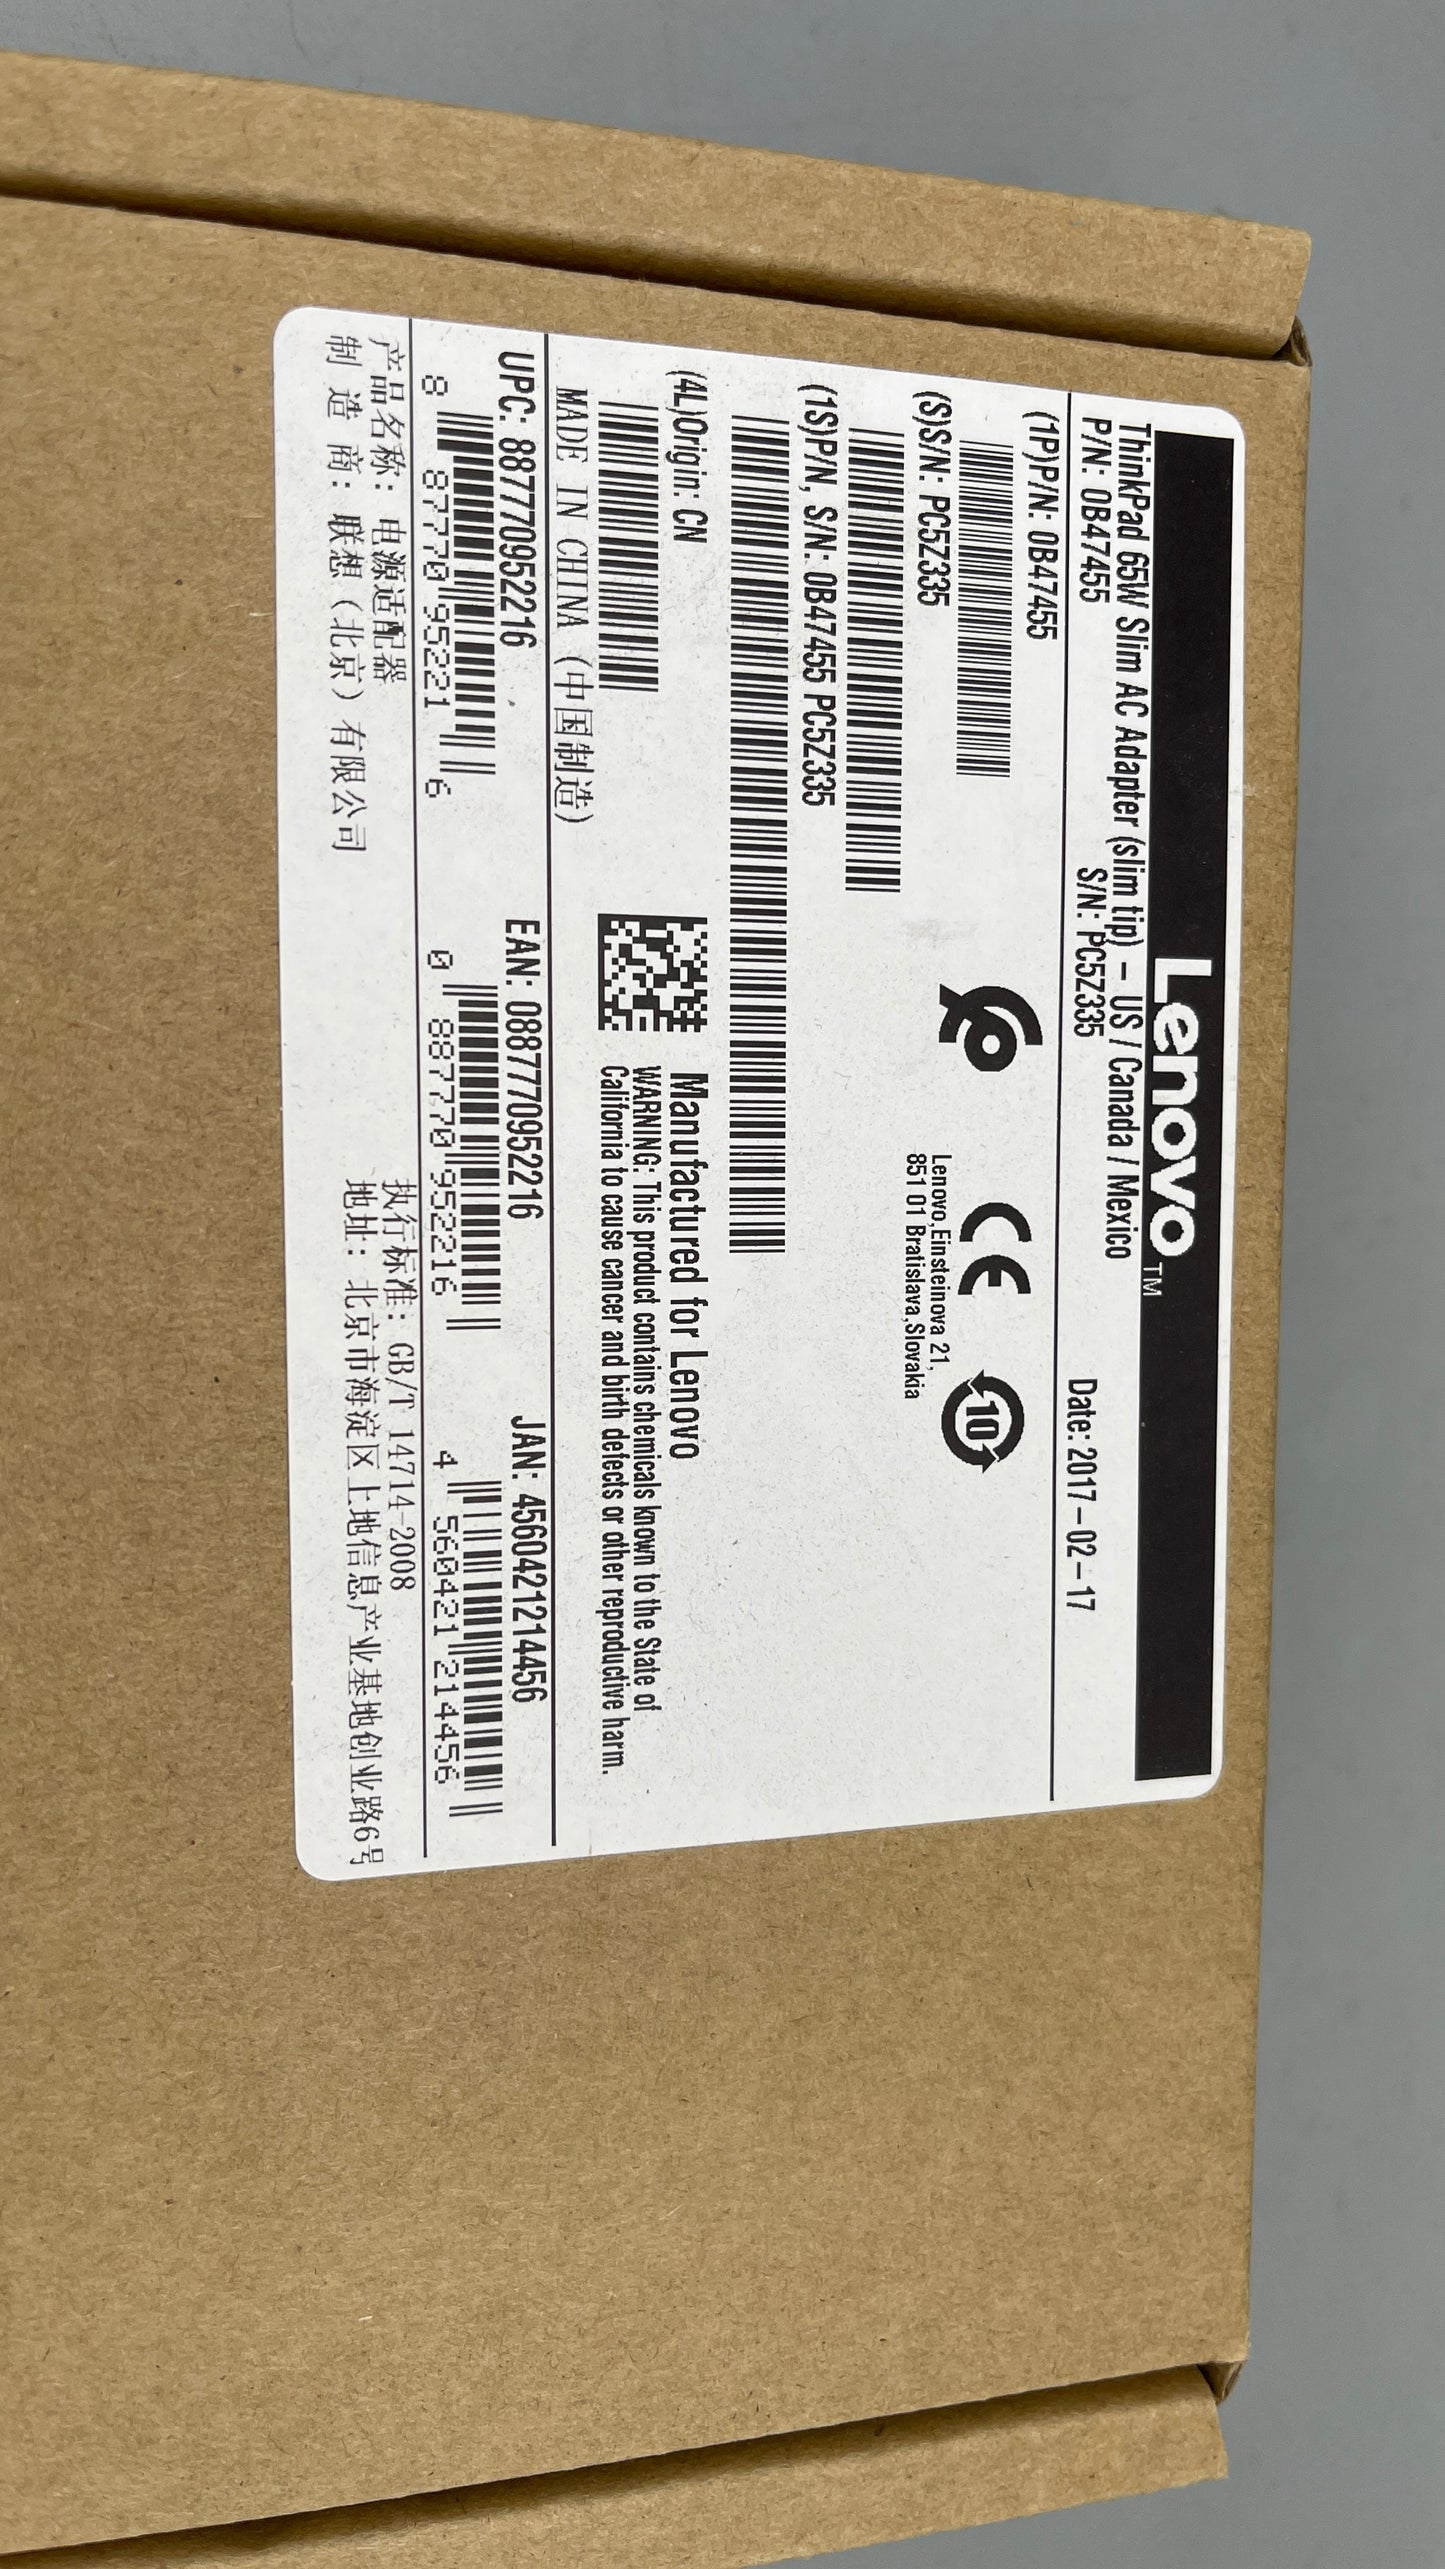 Lenovo™
ThinkPad 65W Slim AC Adapter (slim tip) – US / Canada / Mexico
P/N: 0B47455 S/N: PC5Z335 Date: 2017-02-17
(1P)P/N: 0B47455
(S)S/N: PC5Z335
(1S)P/N, S/N: 0B47455 PC5Z335
(4L)Origin: CN
MADE IN CHINA (中国制造)
CE
10
Lenovo,Einsteinova 21,
851 01 Bratislava,Slovakia
Manufactured for Lenovo
WARNING: This product contains chemicals known to the State of
California to cause cancer and birth defects or other reproductive harm.
UPC: 887770952216 EAN: 0887770952216 JAN: 4560421214456
8 87770 95221 6 0 887770 952216 4 560421 214456
产品名称: 电源适配器 执行标准: GB/T 14714-2008
制 造 商: 联想 (北京) 有限公司 地址: 北京市海淀区上地信息产业基地创业路6号